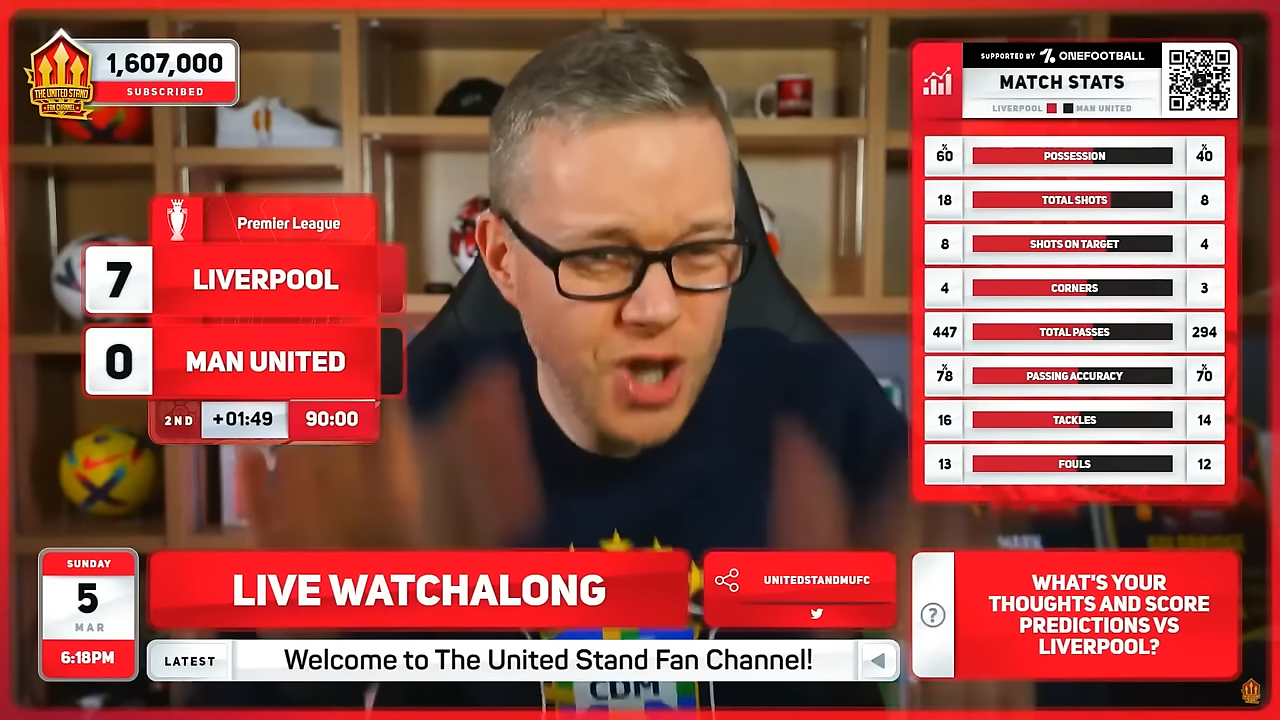 1,607,000
SUBSCRIBED
THE UNITED STAND
FAN CHANNEL
Premier League
7 LIVERPOOL
0 MAN UNITED
2ND +01:49 90:00
SUPPORTED BY ONEFOOTBALL
MATCH STATS
LIVERPOOL MAN UNITED
% 60 POSSESSION % 40
18 TOTAL SHOTS 8
8 SHOTS ON TARGET 4
4 CORNERS 3
447 TOTAL PASSES 294
% 78 PASSING ACCURACY % 70
16 TACKLES 14
13 FOULS 12
SUNDAY
5
MAR
6:18PM
LIVE WATCHALONG
UNITEDSTANDMUFC
LATEST Welcome to The United Stand Fan Channel!
CDM
?
WHAT'S YOUR
THOUGHTS AND SCORE
PREDICTIONS VS
LIVERPOOL?